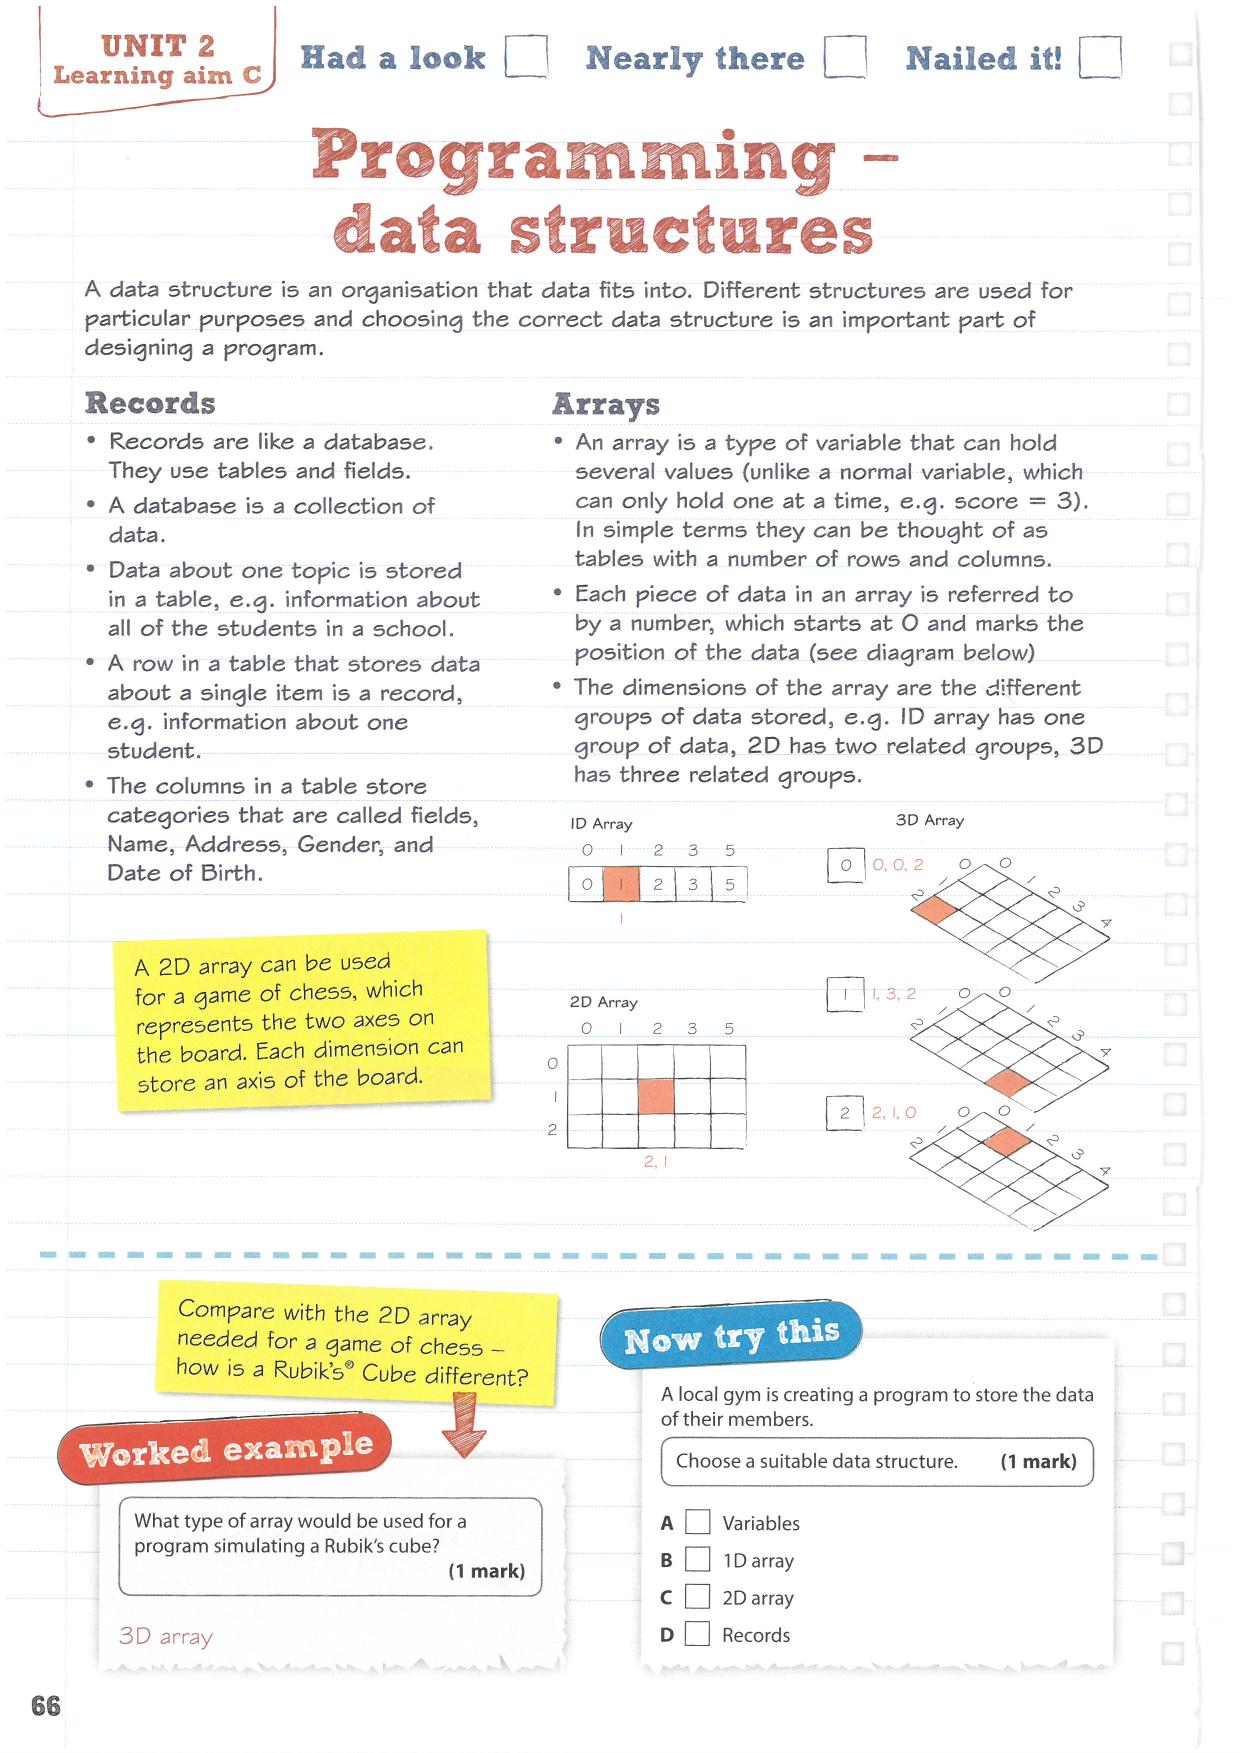 UNIT 2
Learning aim C
Had a look
Nearly there
Nailed it!
Programming –
data structures
A data structure is an organisation that data fits into. Different structures are used for
particular purposes and choosing the correct data structure is an important part of
designing a program.
Records
• Records are like a database.
They use tables and fields.
• A database is a collection of
data.
• Data about one topic is stored
in a table, e.g. information about
all of the students in a school.
• A row in a table that stores data
about a single item is a record,
e.g. information about one
student.
• The columns in a table store
categories that are called fields,
Name, Address, Gender, and
Date of Birth.
A 2D array can be used
for a game of chess, which
represents the two axes on
the board. Each dimension can
store an axis of the board.
Arrays
• An array is a type of variable that can hold
several values (unlike a normal variable, which
can only hold one at a time, e.g. score = 3).
In simple terms they can be thought of as
tables with a number of rows and columns.
• Each piece of data in an array is referred to
by a number, which starts at 0 and marks the
position of the data (see diagram below)
• The dimensions of the array are the different
groups of data stored, e.g. 1D array has one
group of data, 2D has two related groups, 3D
has three related groups.
1D Array
0 1 2 3 5
0 1 2 3 5
1
2D Array
0 1 2 3 5
0
1
2
2, 1
3D Array
0 0, 0, 2
2 1 0 0 1 2 3 4
1 1, 3, 2
2 1 0 0 1 2 3 4
2 2, 1, 0
2 1 0 0 1 2 3 4
Compare with the 2D array
needed for a game of chess –
how is a Rubik's® Cube different?
Worked example
What type of array would be used for a
program simulating a Rubik's cube?
(1 mark)
3D array
Now try this
A local gym is creating a program to store the data
of their members.
Choose a suitable data structure. (1 mark)
A Variables
B 1D array
C 2D array
D Records
66